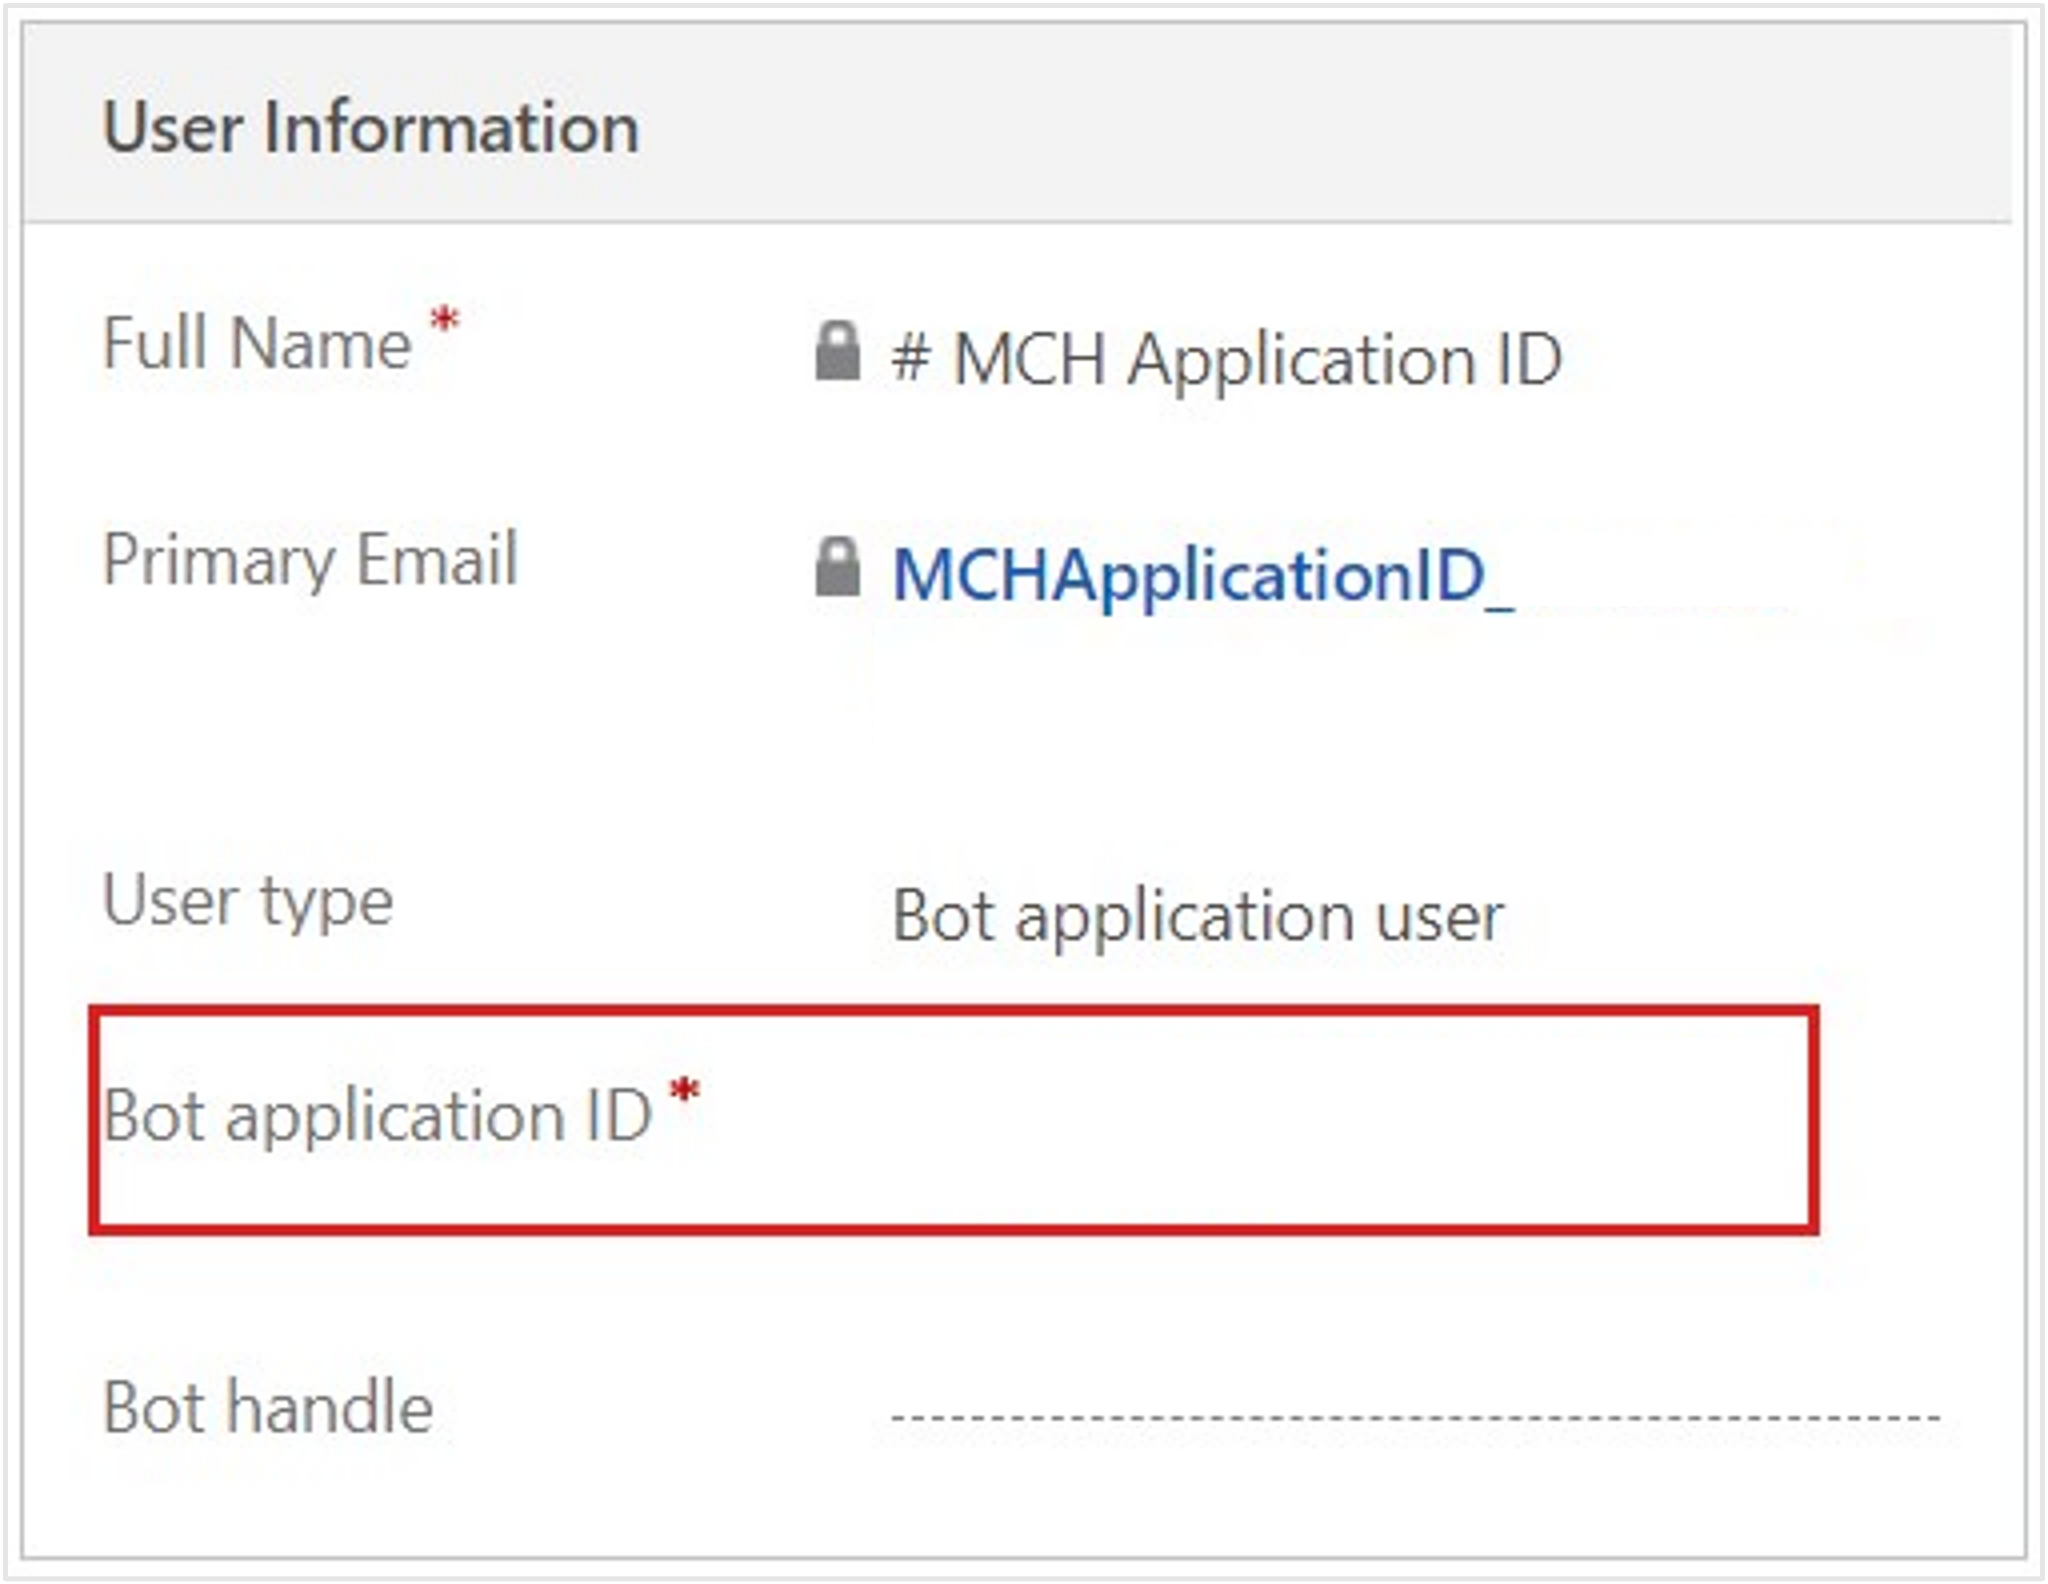 User Information
Full Name * # MCH Application ID
Primary Email MCHApplicationID_
User type Bot application user
Bot application ID *
Bot handle